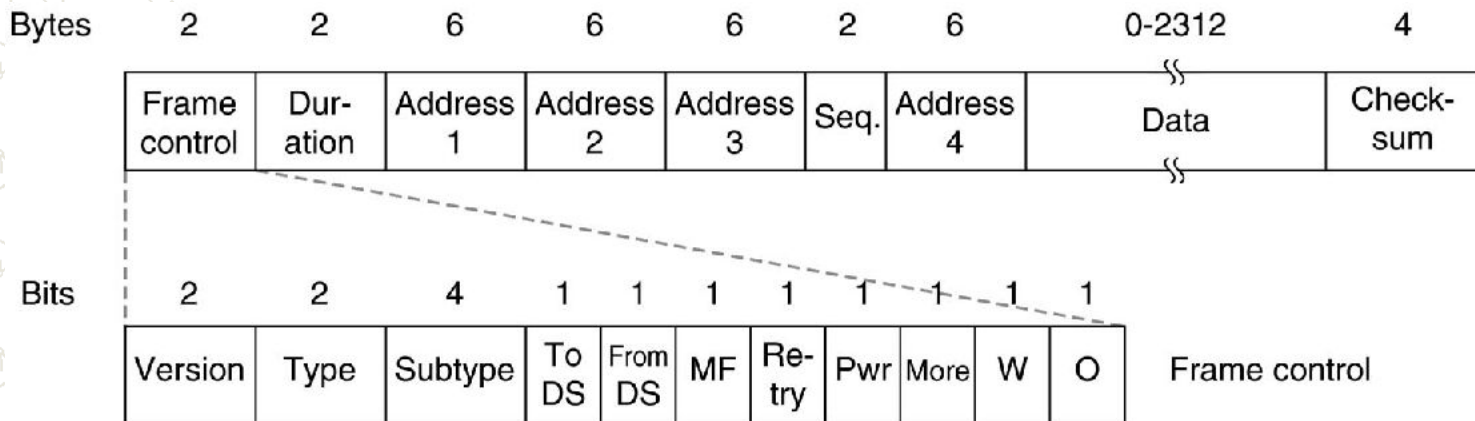 Bytes 2 2 6 6 6 2 6 0-2312 4
Frame control Dur- ation Address 1 Address 2 Address 3 Seq. Address 4 Data Check- sum
Bits 2 2 4 1 1 1 1 1 1 1 1
Version Type Subtype To DS From DS MF Re- try Pwr More W O Frame control